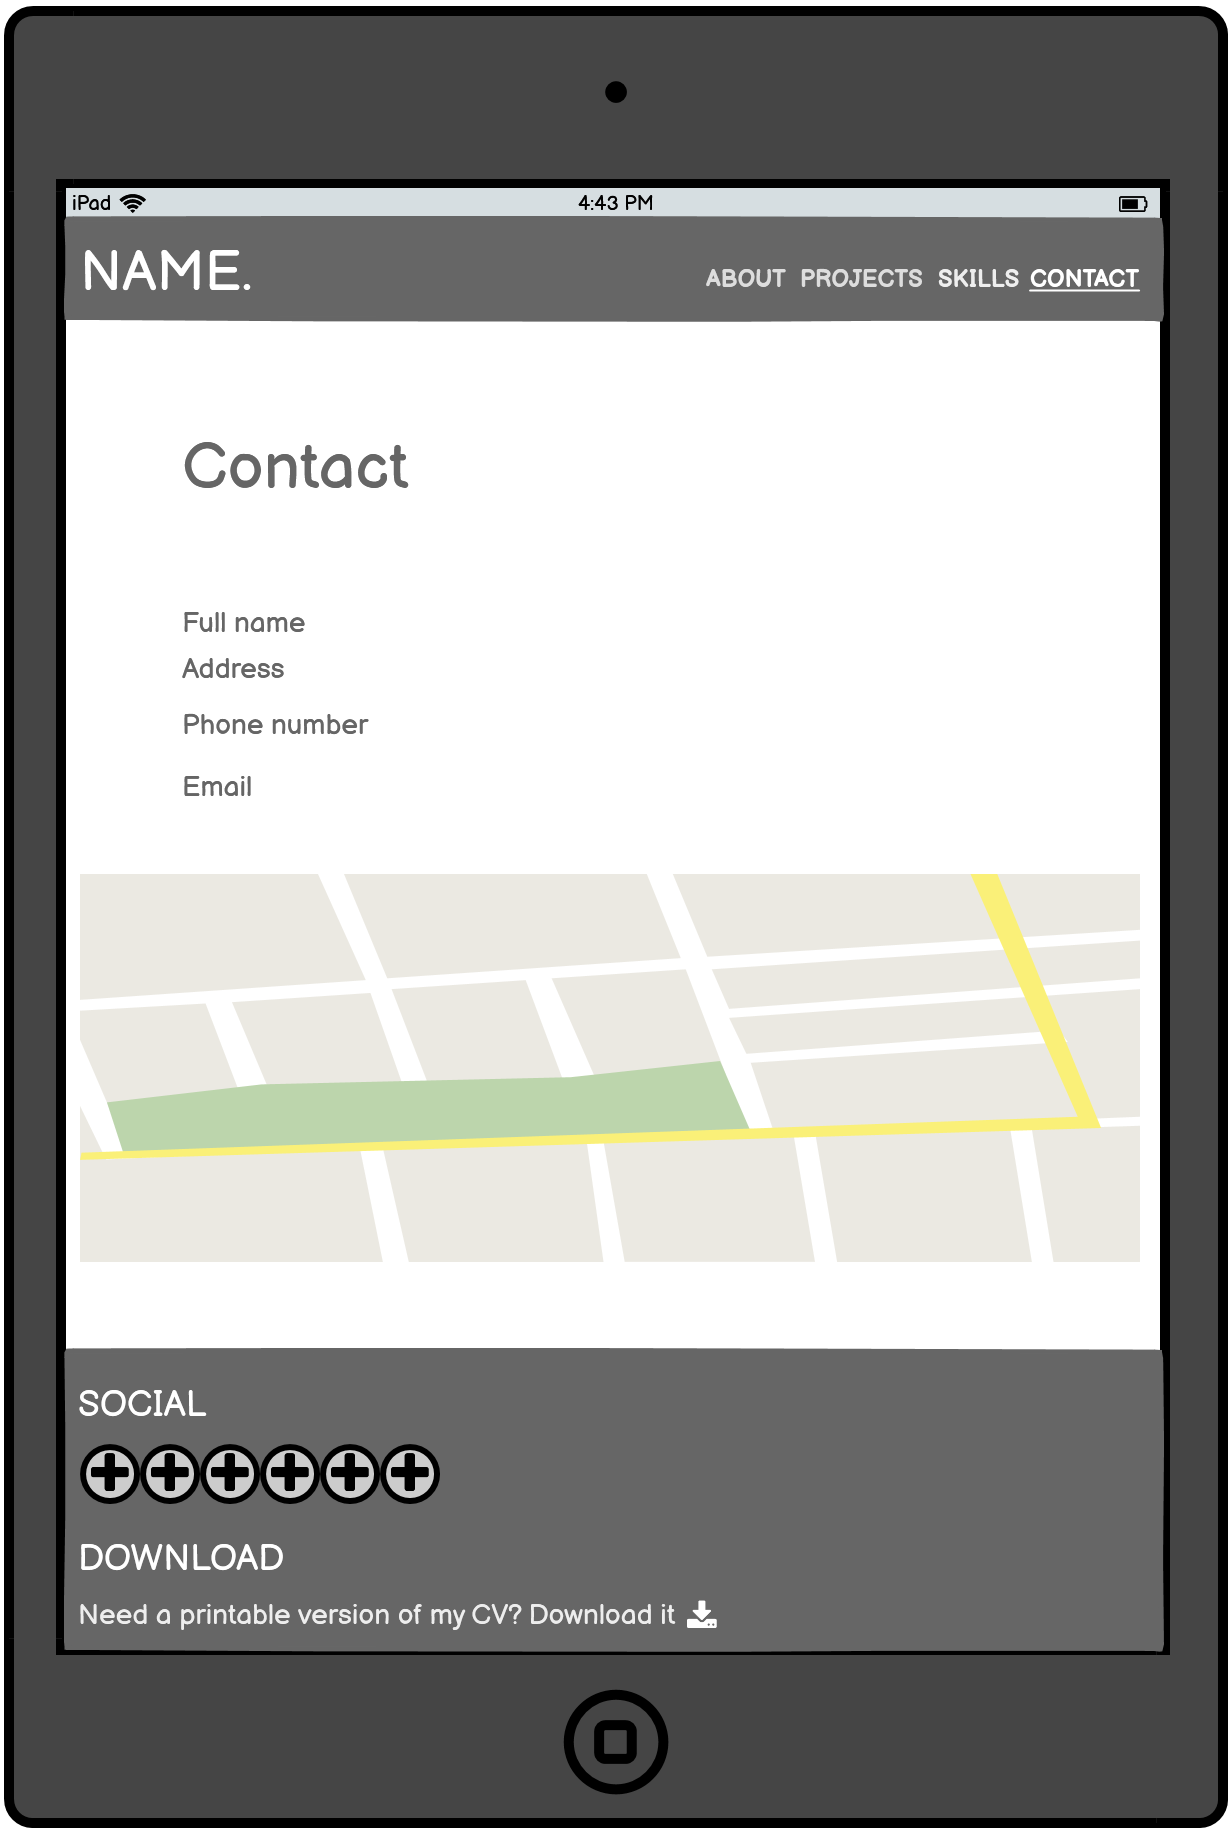 iPad 4:43 PM
NAME. ABOUT PROJECTS SKILLS CONTACT
Contact
Full name
Address
Phone number
Email
SOCIAL
DOWNLOAD
Need a printable version of my CV? Download it